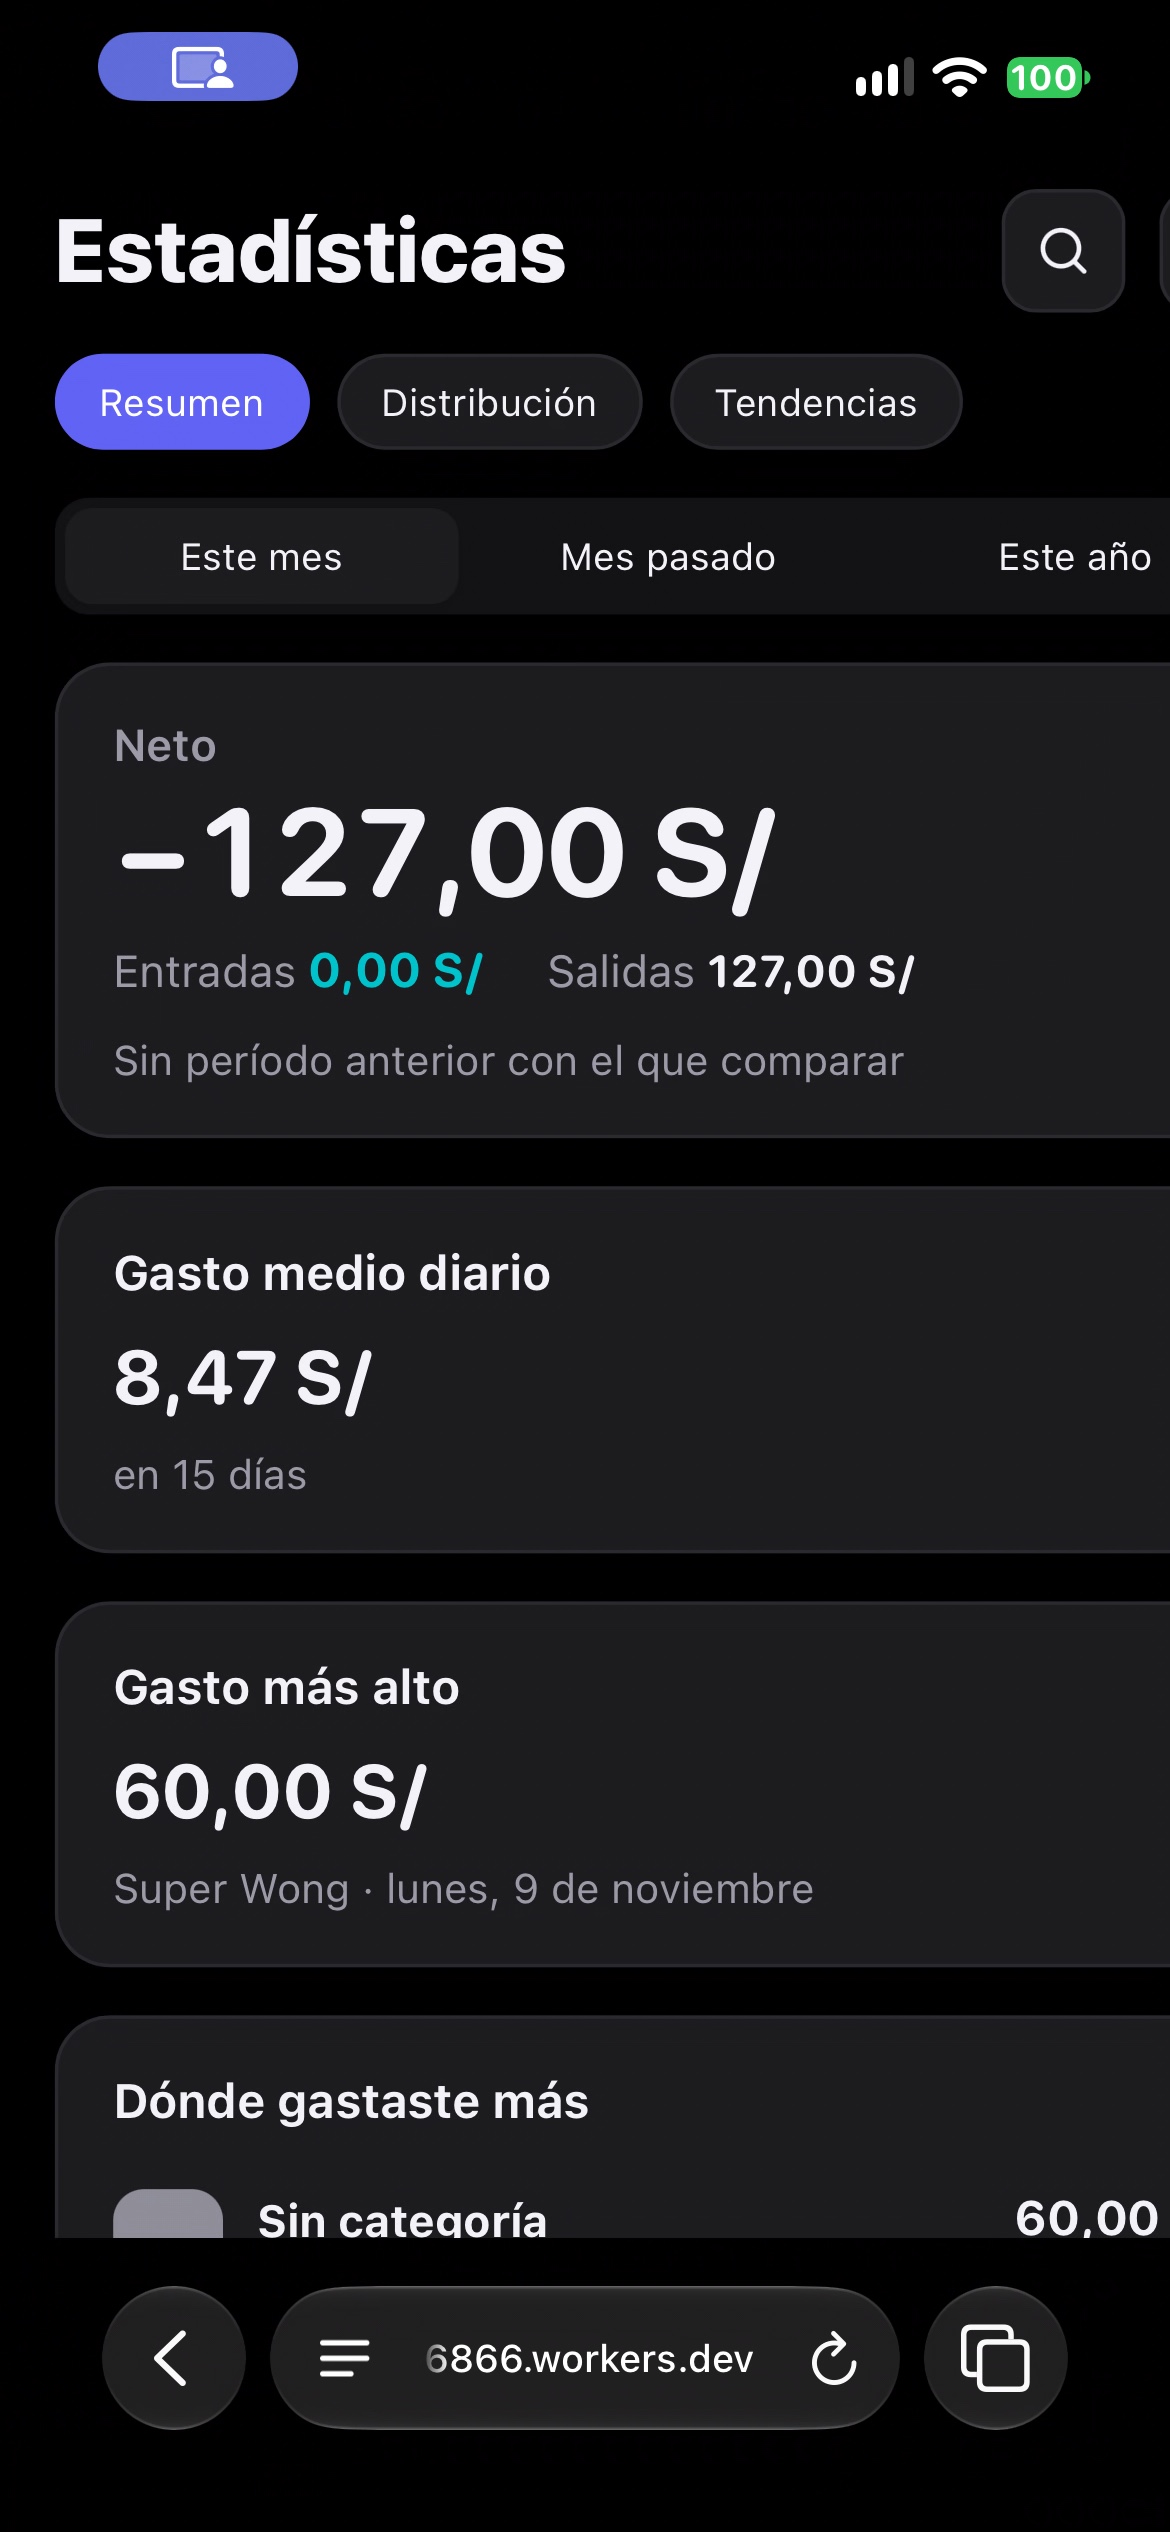 100
Estadísticas
Resumen Distribución Tendencias
Este mes Mes pasado Este año
Neto
−127,00 S/
Entradas 0,00 S/ Salidas 127,00 S/
Sin período anterior con el que comparar
Gasto medio diario
8,47 S/
en 15 días
Gasto más alto
60,00 S/
Super Wong · lunes, 9 de noviembre
Dónde gastaste más
Sin categoría 60,00
6866.workers.dev